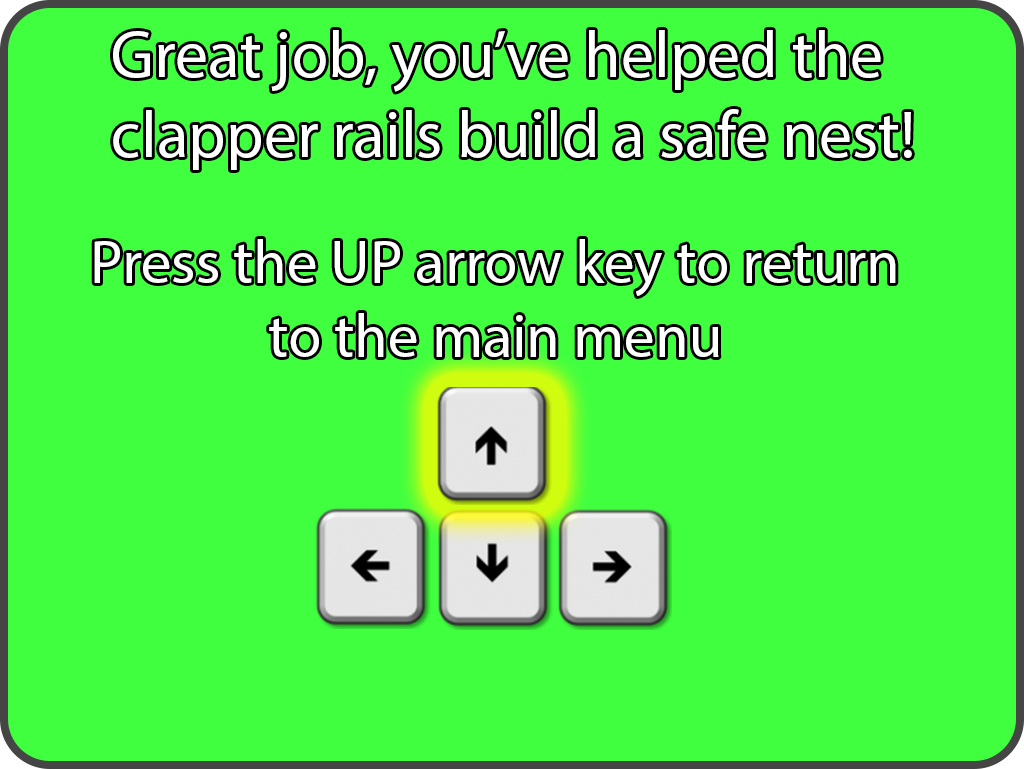 Great job, you’ve helped the
clapper rails build a safe nest!
Press the UP arrow key to return
to the main menu